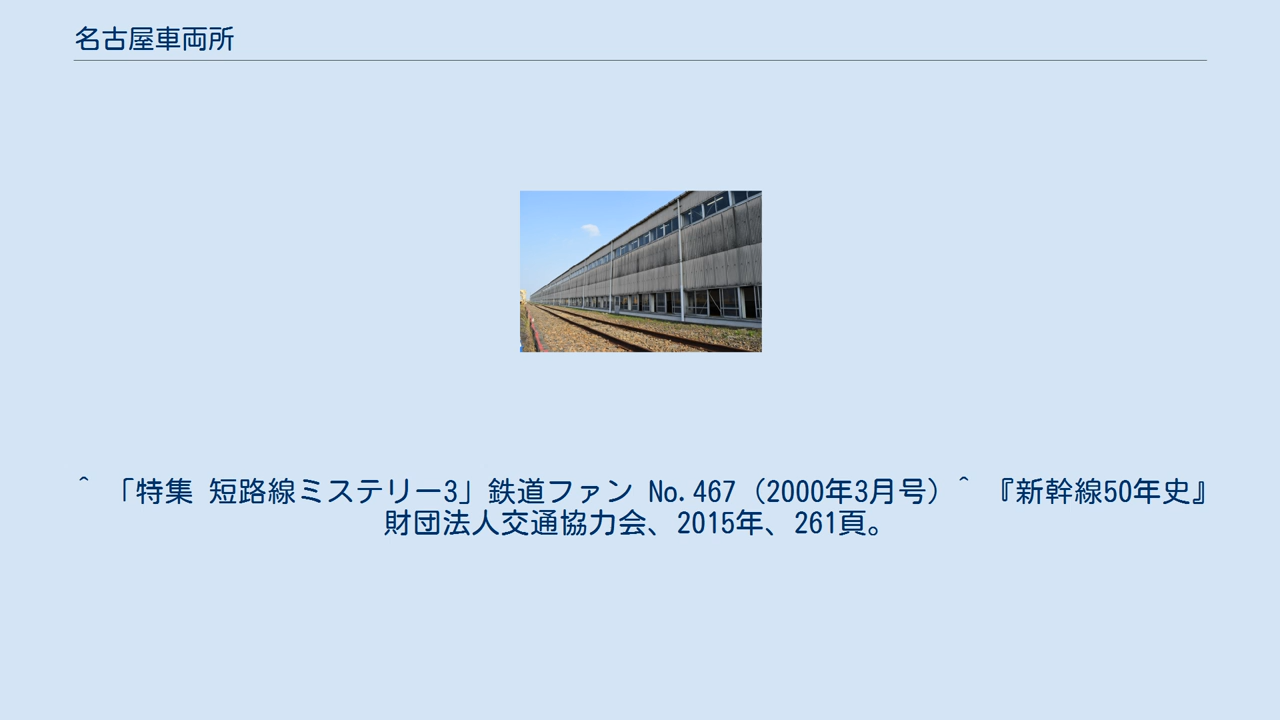 名古屋車両所
^ 「特集 短路線ミステリー3」鉄道ファン No.467（2000年3月号）^ 『新幹線50年史』
財団法人交通協力会、2015年、261頁。